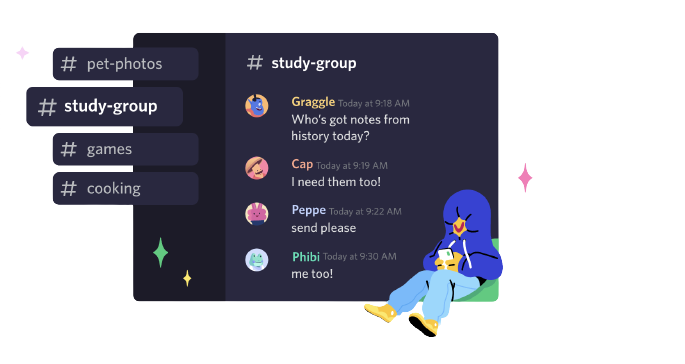 # pet-photos
# study-group
# games
# cooking
# study-group
Graggle Today at 9:18 AM
Who's got notes from
history today?
Cap Today at 9:19 AM
I need them too!
Peppe Today at 9:22 AM
send please
Phibi Today at 9:30 AM
me too!